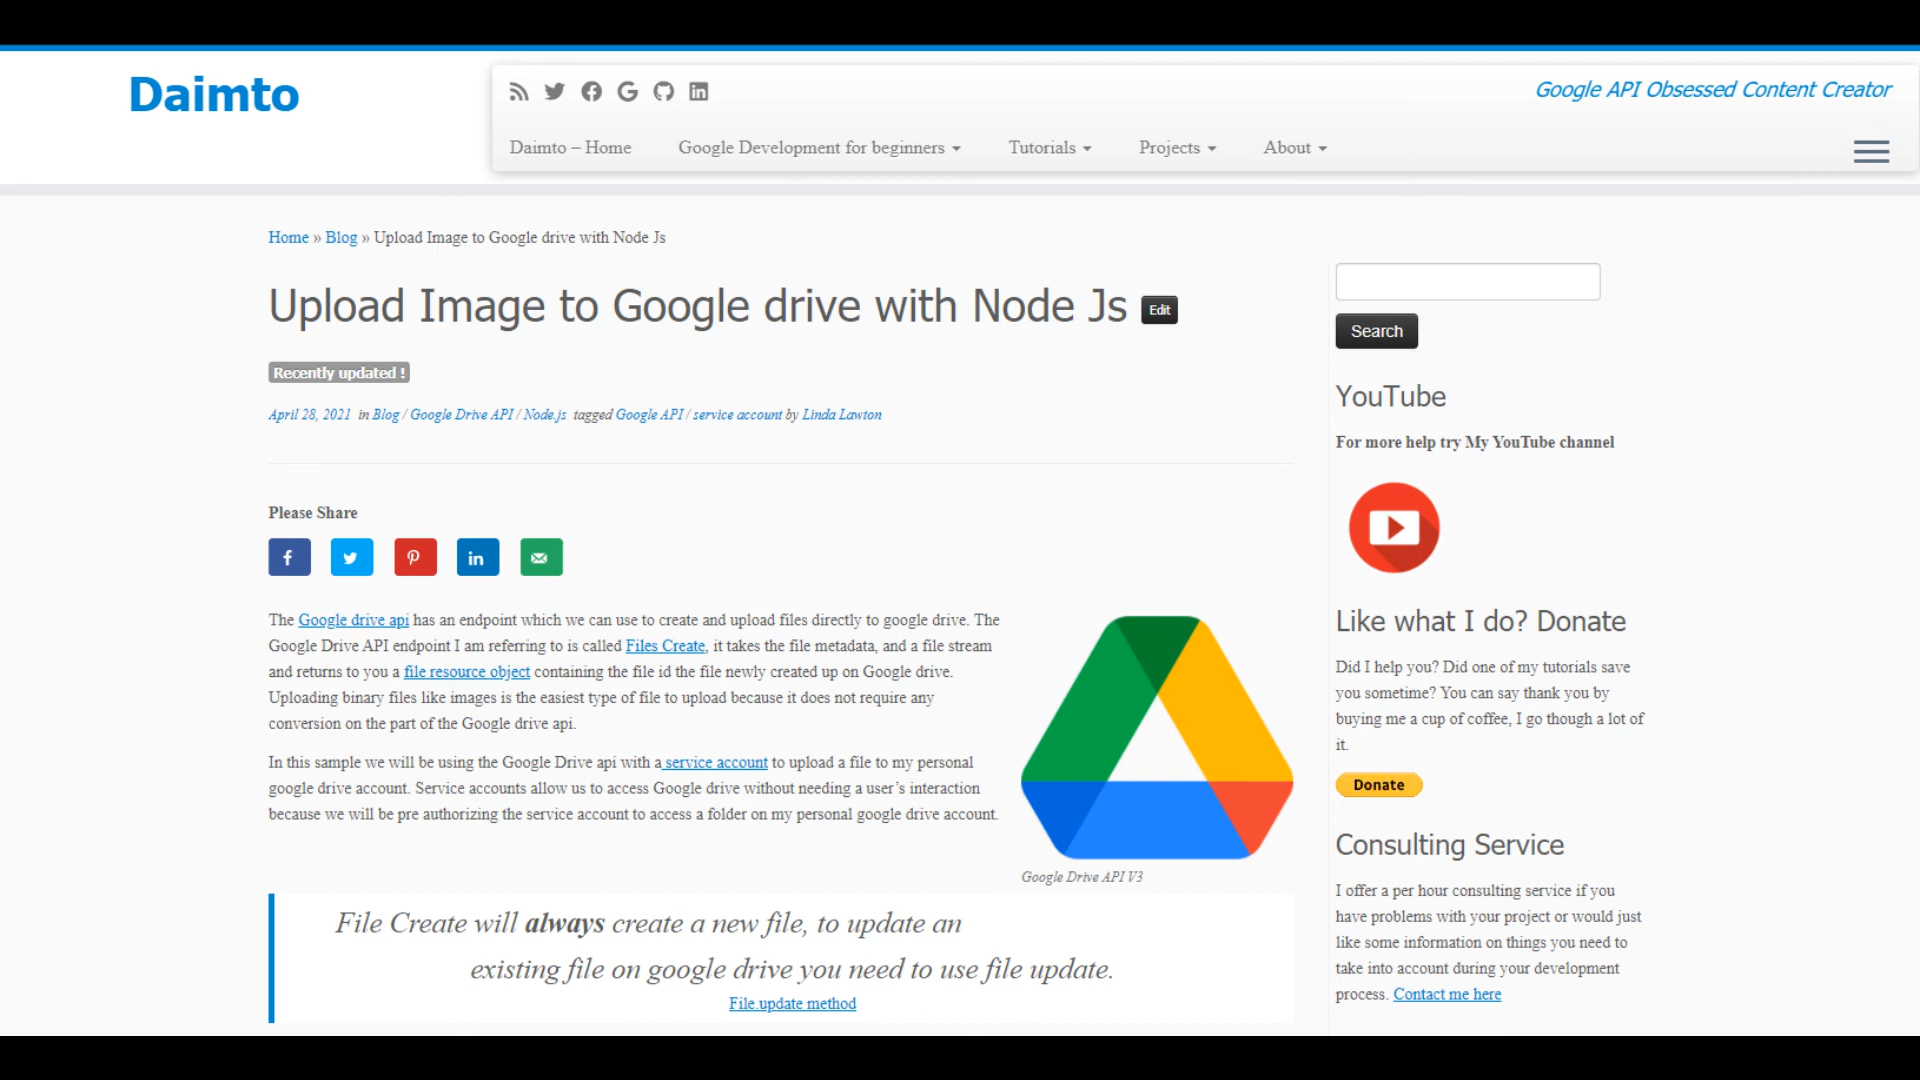 Daimto
Google API Obsessed Content Creator
Daimto – Home
Google Development for beginners
Tutorials
Projects
About
Home » Blog » Upload Image to Google drive with Node Js
Upload Image to Google drive with Node Js
Edit
Recently updated !
April 28, 2021 in Blog / Google Drive API / Node.js tagged Google API / service account by Linda Lawton
Please Share
The Google drive api has an endpoint which we can use to create and upload files directly to google drive. The
Google Drive API endpoint I am referring to is called Files Create, it takes the file metadata, and a file stream
and returns to you a file resource object containing the file id the file newly created up on Google drive.
Uploading binary files like images is the easiest type of file to upload because it does not require any
conversion on the part of the Google drive api.
In this sample we will be using the Google Drive api with a service account to upload a file to my personal
google drive account. Service accounts allow us to access Google drive without needing a user’s interaction
because we will be pre authorizing the service account to access a folder on my personal google drive account.
Google Drive API V3
File Create will always create a new file, to update an
existing file on google drive you need to use file update.
File.update method
Search
YouTube
For more help try My YouTube channel
Like what I do? Donate
Did I help you? Did one of my tutorials save
you sometime? You can say thank you by
buying me a cup of coffee, I go though a lot of
it.
Donate
Consulting Service
I offer a per hour consulting service if you
have problems with your project or would just
like some information on things you need to
take into account during your development
process. Contact me here